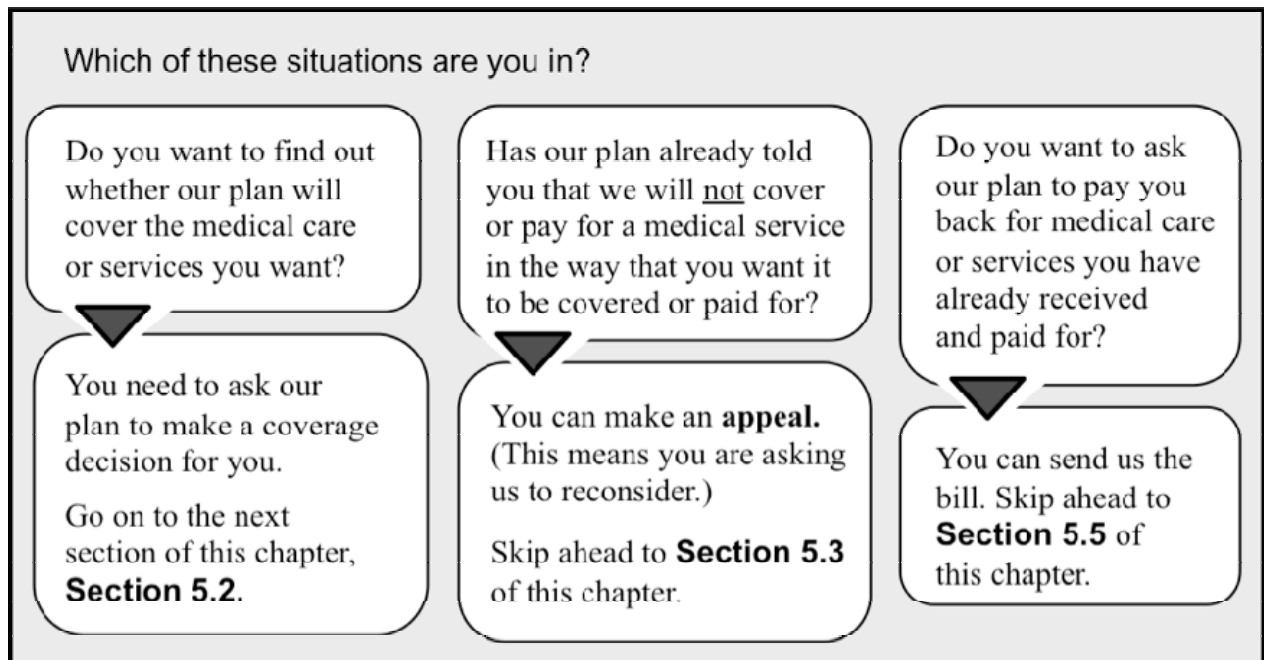 Which of these situations are you in?
Do you want to find out
whether our plan will
cover the medical care
or services you want?
You need to ask our
plan to make a coverage
decision for you.
Go on to the next
section of this chapter,
Section 5.2.
Has our plan already told
you that we will not cover
or pay for a medical service
in the way that you want it
to be covered or paid for?
You can make an appeal.
(This means you are asking
us to reconsider.)
Skip ahead to Section 5.3
of this chapter.
Do you want to ask
our plan to pay you
back for medical care
or services you have
already received
and paid for?
You can send us the
bill. Skip ahead to
Section 5.5 of
this chapter.